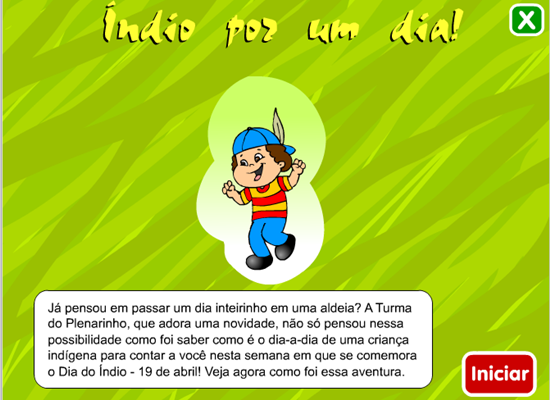 Índio por um dia!
X
Já pensou em passar um dia inteirinho em uma aldeia? A Turma
do Plenarinho, que adora uma novidade, não só pensou nessa
possibilidade como foi saber como é o dia-a-dia de uma criança
indígena para contar a você nesta semana em que se comemora
o Dia do Índio - 19 de abril! Veja agora como foi essa aventura.
Iniciar